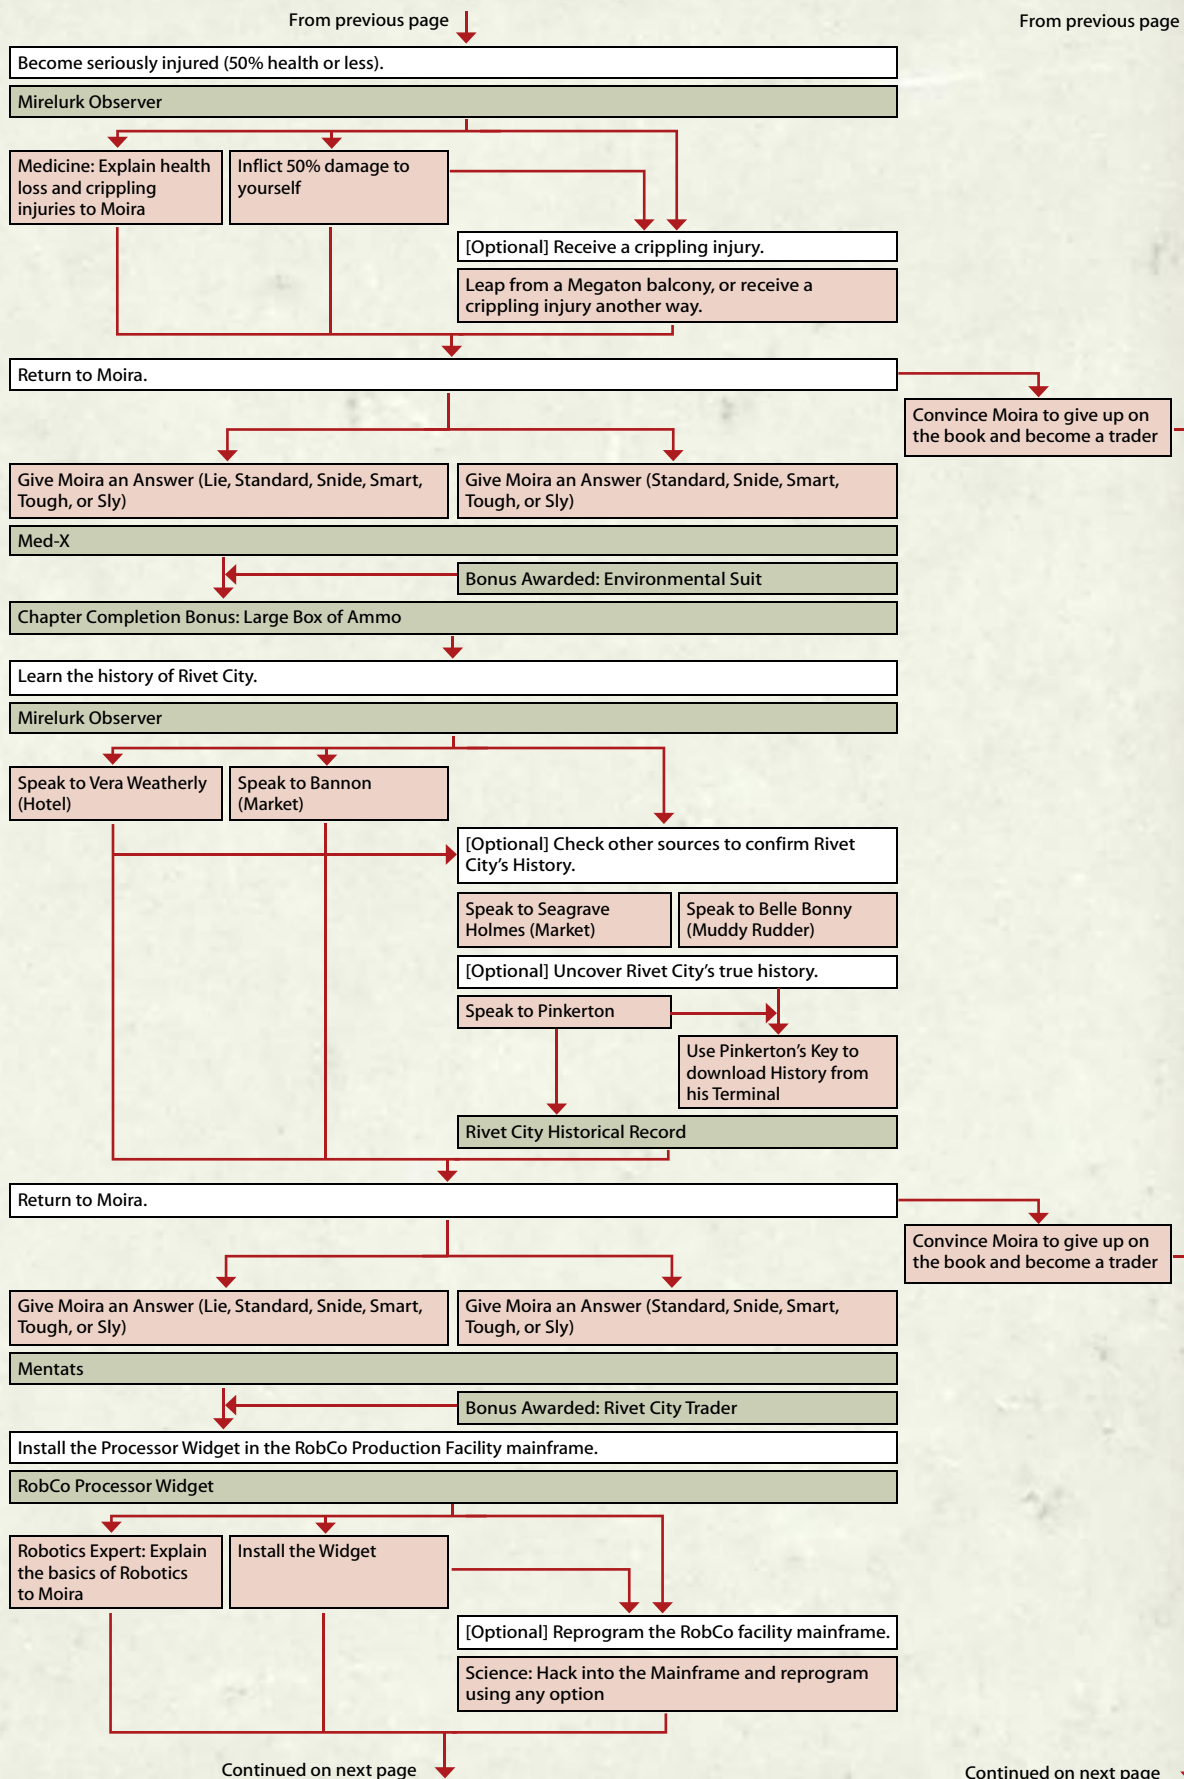 From previous page
From previous page
Become seriously injured (50% health or less).
Mirelurk Observer
Medicine: Explain health
loss and crippling
injuries to Moira
Inflict 50% damage to
yourself
[Optional] Receive a crippling injury.
Leap from a Megaton balcony, or receive a
crippling injury another way.
Return to Moira.
Convince Moira to give up on
the book and become a trader
Give Moira an Answer (Lie, Standard, Snide, Smart,
Tough, or Sly)
Give Moira an Answer (Standard, Snide, Smart,
Tough, or Sly)
Med-X
Bonus Awarded: Environmental Suit
Chapter Completion Bonus: Large Box of Ammo
Learn the history of Rivet City.
Mirelurk Observer
Speak to Vera Weatherly
(Hotel)
Speak to Bannon
(Market)
[Optional] Check other sources to confirm Rivet
City’s History.
Speak to Seagrave
Holmes (Market)
Speak to Belle Bonny
(Muddy Rudder)
[Optional] Uncover Rivet City’s true history.
Speak to Pinkerton
Use Pinkerton’s Key to
download History from
his Terminal
Rivet City Historical Record
Return to Moira.
Convince Moira to give up on
the book and become a trader
Give Moira an Answer (Lie, Standard, Snide, Smart,
Tough, or Sly)
Give Moira an Answer (Standard, Snide, Smart,
Tough, or Sly)
Mentats
Bonus Awarded: Rivet City Trader
Install the Processor Widget in the RobCo Production Facility mainframe.
RobCo Processor Widget
Robotics Expert: Explain
the basics of Robotics
to Moira
Install the Widget
[Optional] Reprogram the RobCo facility mainframe.
Science: Hack into the Mainframe and reprogram
using any option
Continued on next page
Continued on next page